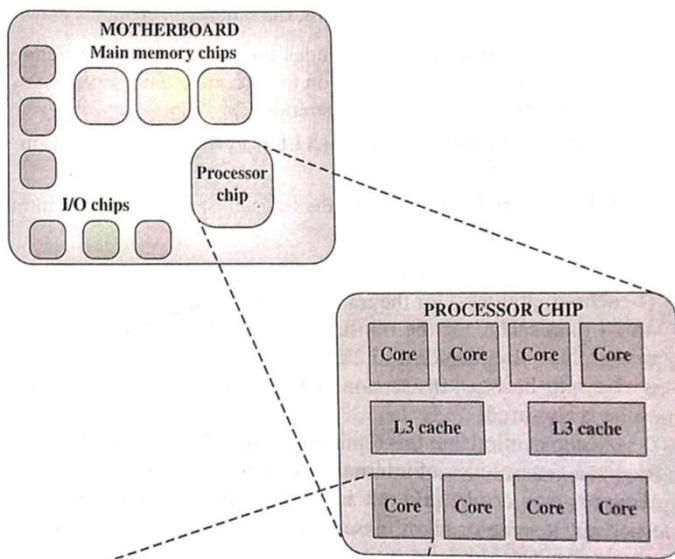 MOTHERBOARD
Main memory chips
Processor
chip
I/O chips
PROCESSOR CHIP
Core Core Core Core
L3 cache L3 cache
Core Core Core Core